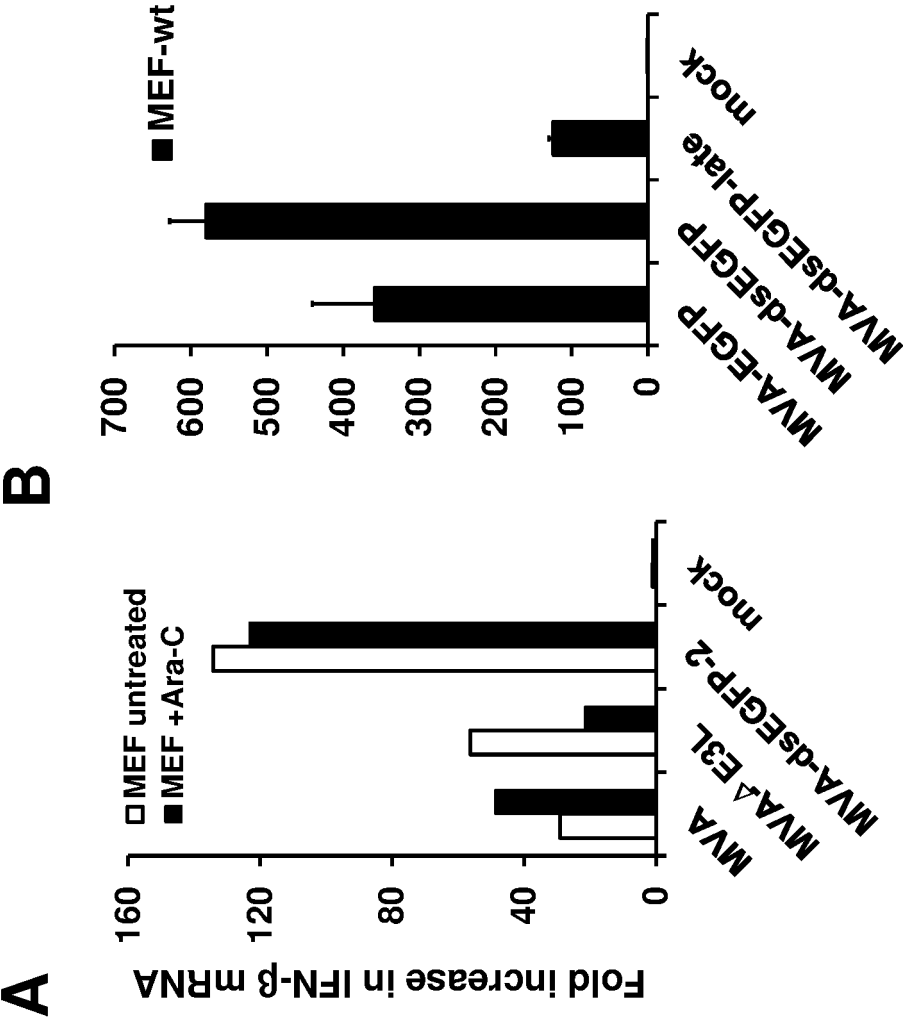 A
Fold increase in IFN-β mRNA
160
120
80
40
0
MEF untreated
MEF +Ara-C
MVA
MVAΔE3L
MVA-dsEGFP-2
mock
B
700
600
500
400
300
200
100
0
MEF-wt
MVA-EGFP
MVA-dsEGFP
MVA-dsEGFP-late
mock